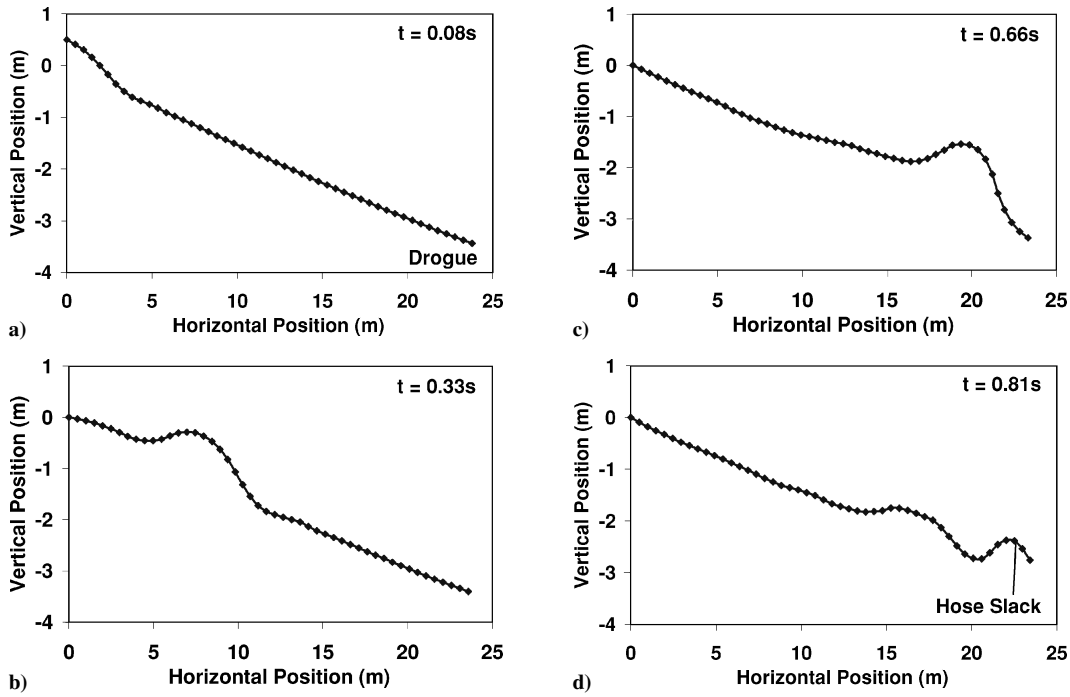 1
0
-1
-2
-3
-4
Vertical Position (m)
t = 0.08s
Drogue
0 5 10 15 20 25
Horizontal Position (m)
a)
1
0
-1
-2
-3
-4
Vertical Position (m)
t = 0.33s
0 5 10 15 20 25
Horizontal Position (m)
b)
1
0
-1
-2
-3
-4
Vertical Position (m)
t = 0.66s
0 5 10 15 20 25
Horizontal Position (m)
c)
1
0
-1
-2
-3
-4
Vertical Position (m)
t = 0.81s
Hose Slack
0 5 10 15 20 25
Horizontal Position (m)
d)